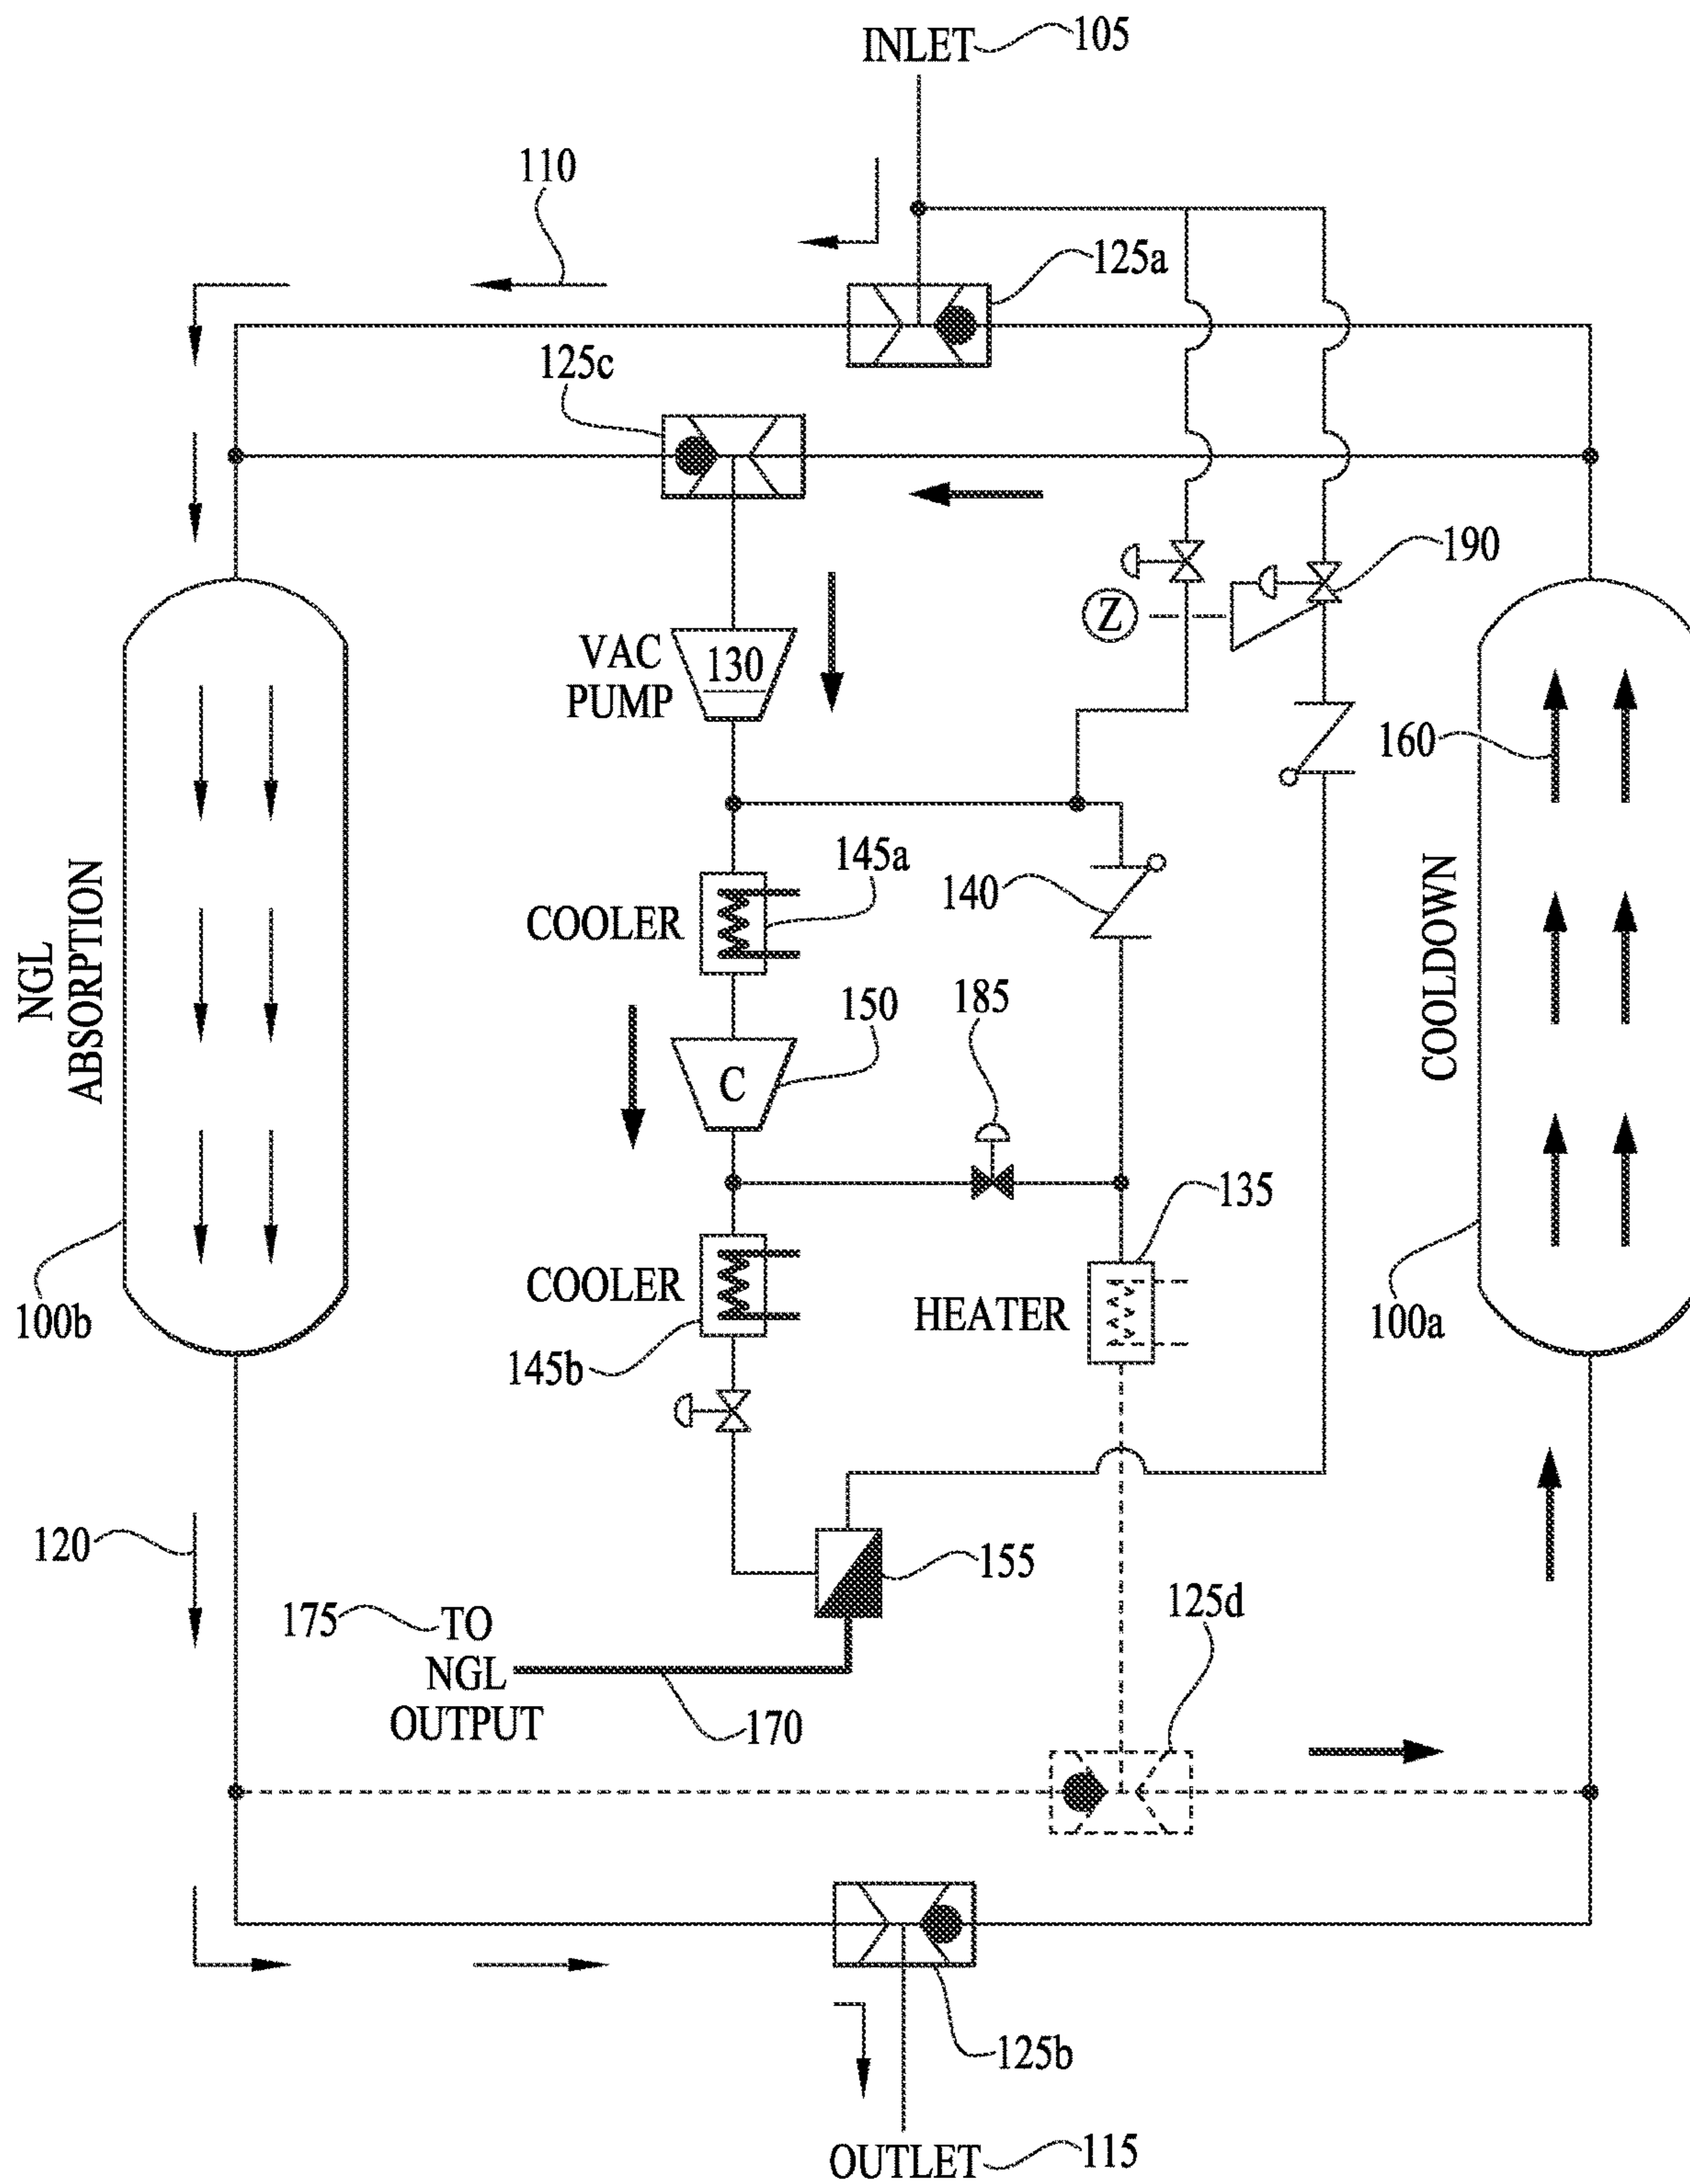 INLET 105
110
125a
125c
190
VAC
PUMP
130
Z
160
145a
COOLER
140
NGL
ABSORPTION
COOLDOWN
150
185
C
135
COOLER
HEATER
100b
100a
145b
120
155
175 TO
NGL
OUTPUT
125d
170
125b
OUTLET 115